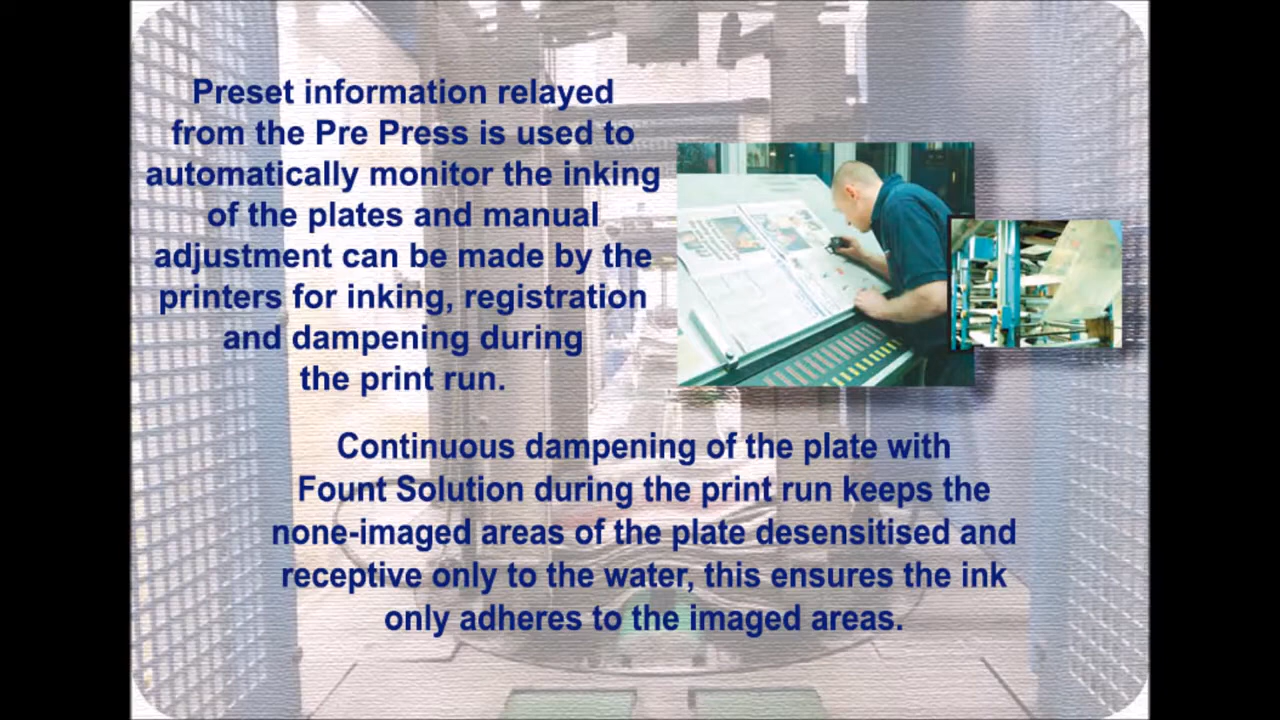 Preset information relayed
from the Pre Press is used to
automatically monitor the inking
of the plates and manual
adjustment can be made by the
printers for inking, registration
and dampening during
the print run.
Continuous dampening of the plate with
Fount Solution during the print run keeps the
none-imaged areas of the plate desensitised and
receptive only to the water, this ensures the ink
only adheres to the imaged areas.